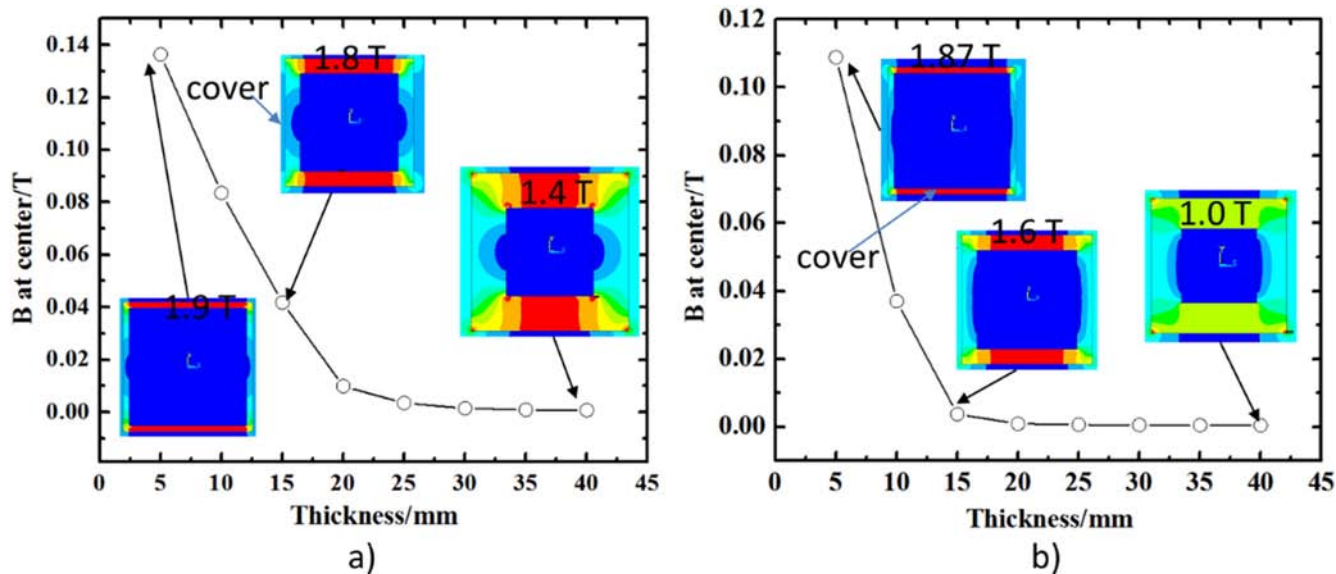 B at center/T
0.14
0.12
0.10
0.08
0.06
0.04
0.02
0.00
0 5 10 15 20 25 30 35 40 45
Thickness/mm
cover
1.8 T
1.4 T
1.9 T
a)
B at center/T
0.12
0.10
0.08
0.06
0.04
0.02
0.00
0 5 10 15 20 25 30 35 40 45
Thickness/mm
1.87 T
cover
1.6 T
1.0 T
b)